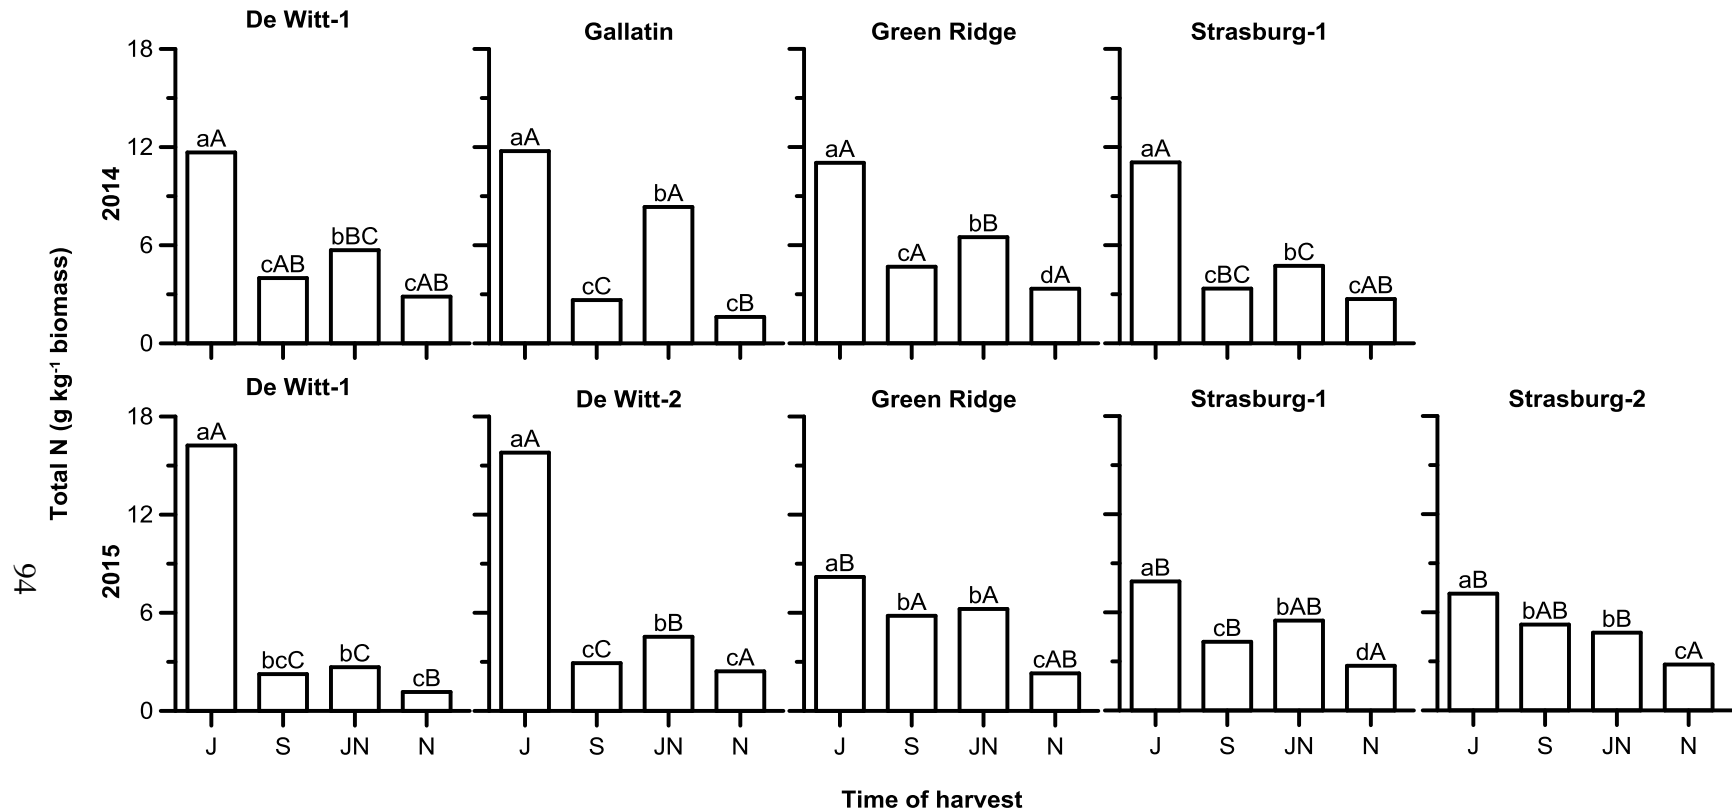 De Witt-1 Gallatin Green Ridge Strasburg-1
18
12
6
0
2014
aA cAB bBC cAB
aA cC bA cB
aA cA bB dA
aA cBC bC cAB
Total N (g kg⁻¹ biomass)
De Witt-1 De Witt-2 Green Ridge Strasburg-1 Strasburg-2
18
12
6
0
2015
aA bcC bC cB
aA cC bB cA
aB bA bA cAB
aB cB bAB dA
aB bAB bB cA
J S JN N J S JN N J S JN N J S JN N J S JN N
Time of harvest
94